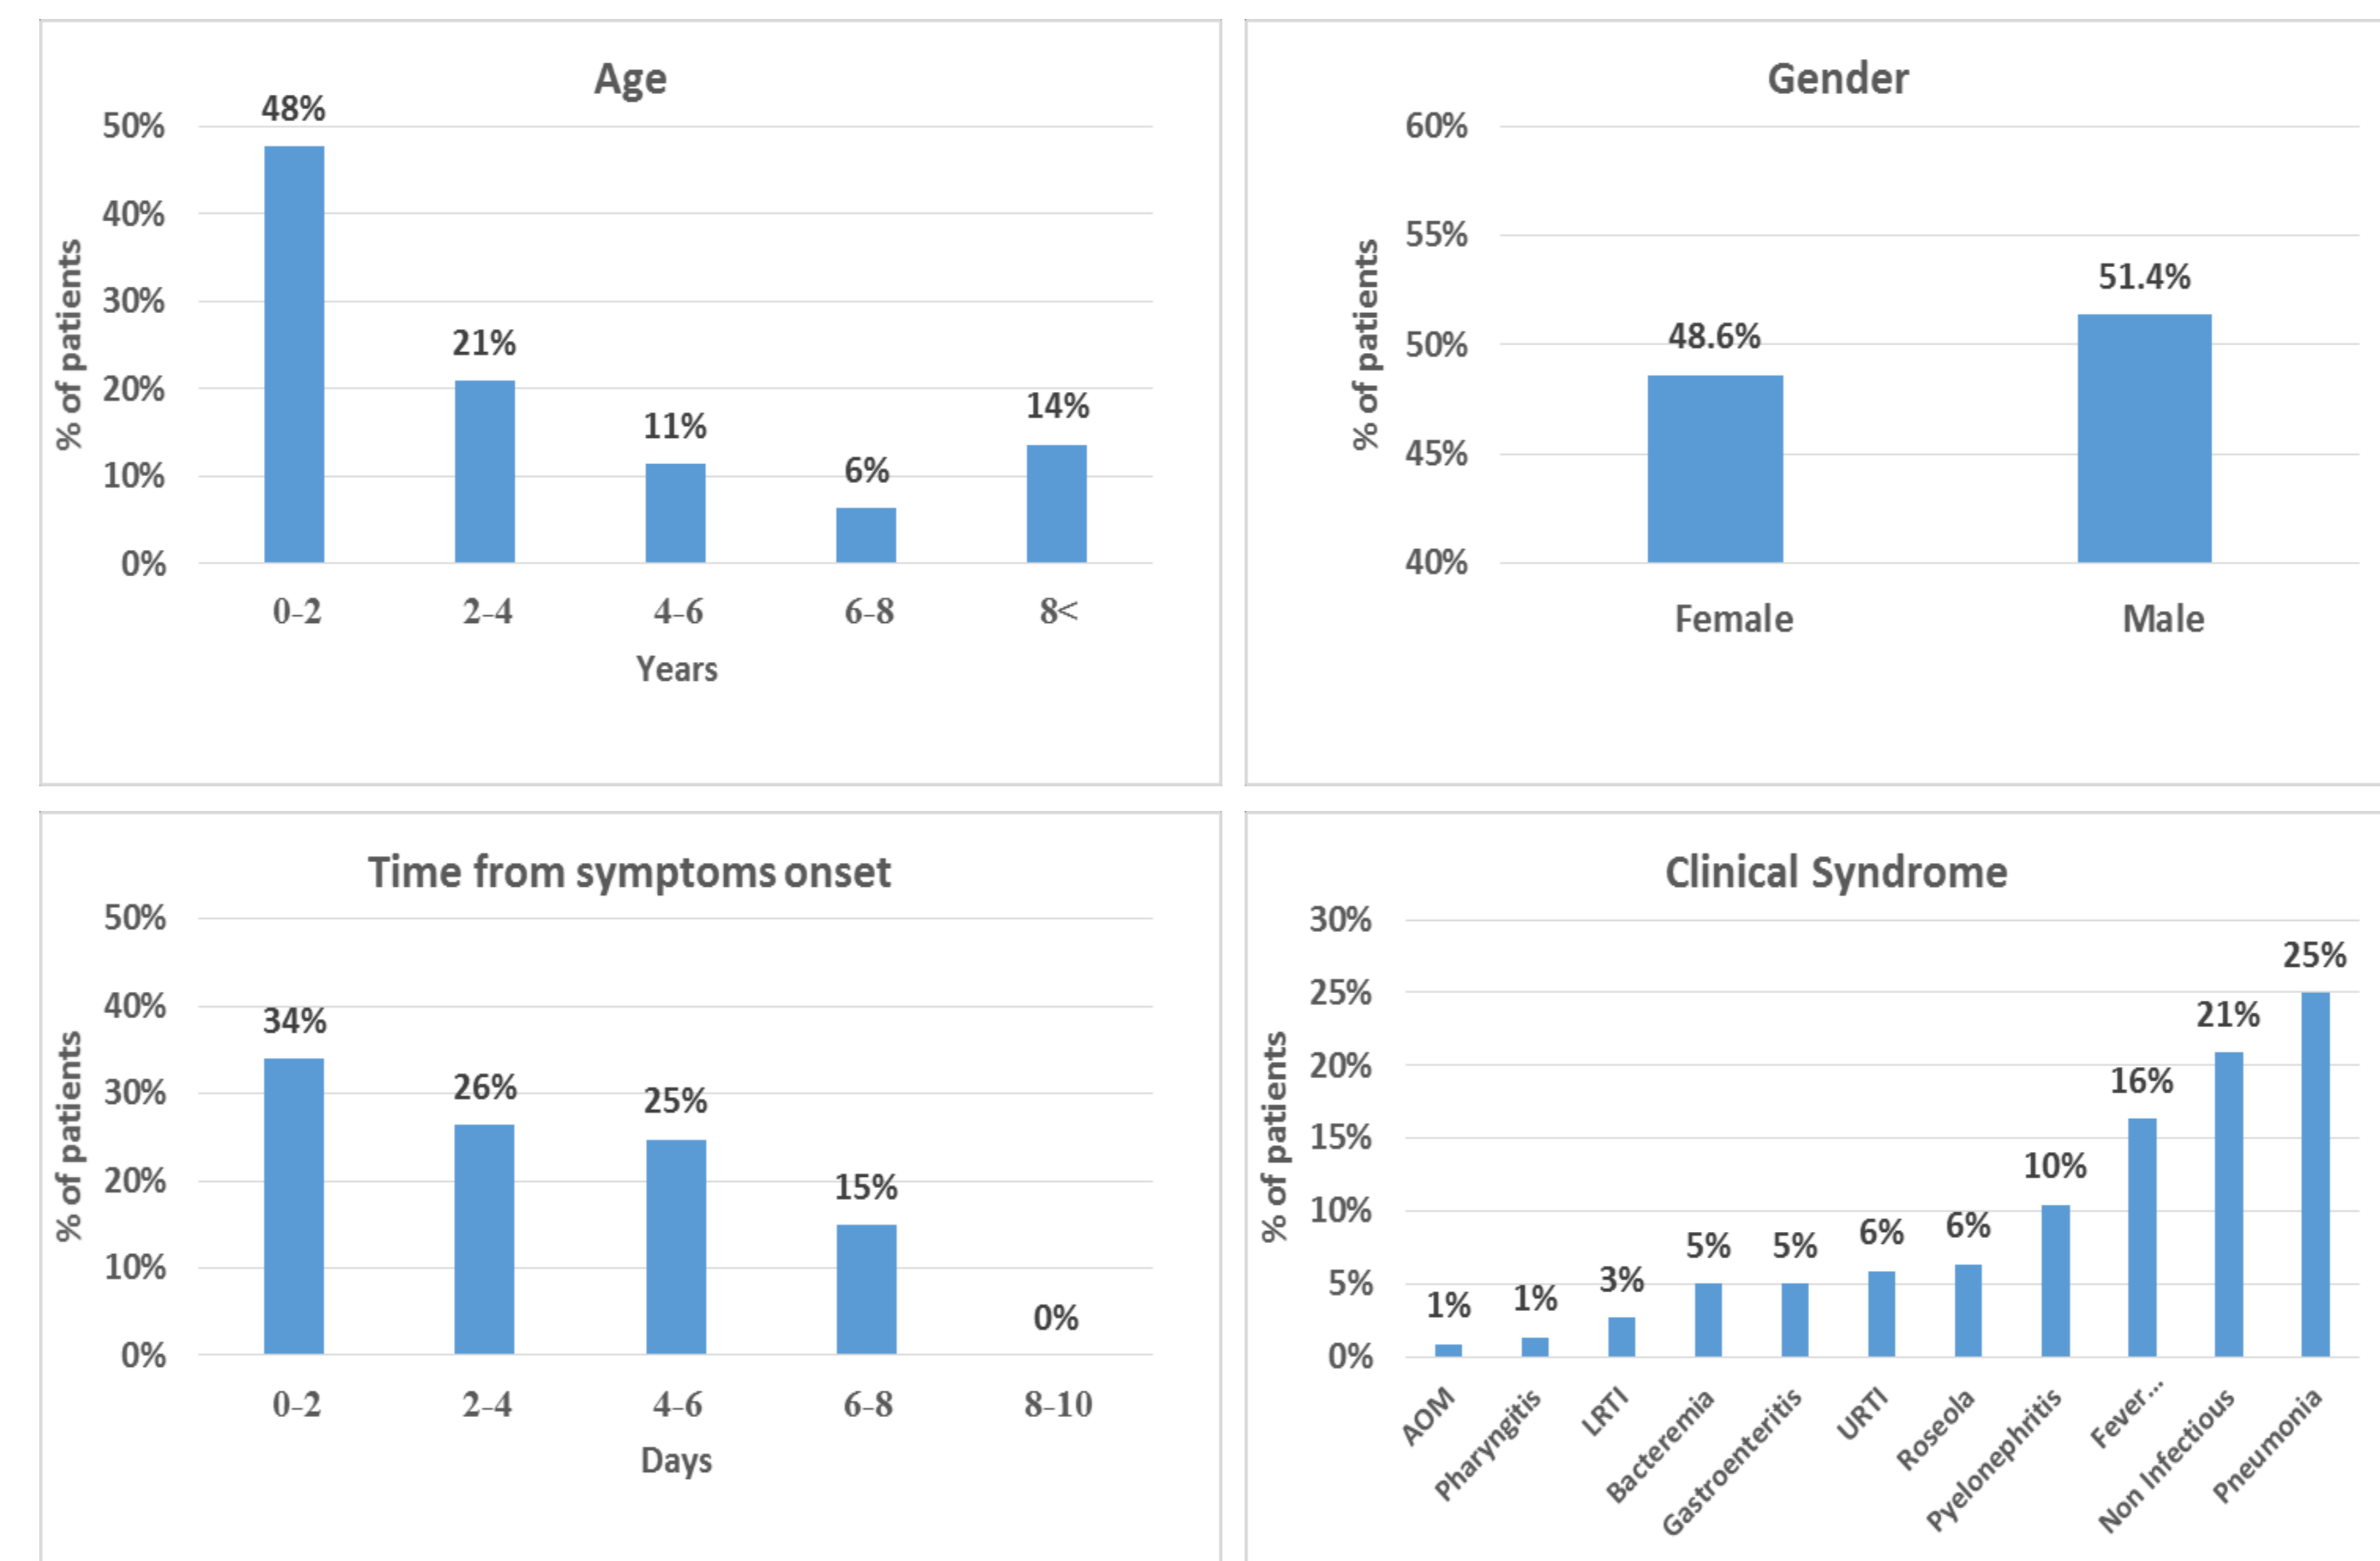 Age
50%
40%
30%
20%
10%
0%
% of patients
48%
21%
11%
6%
14%
0-2 2-4 4-6 6-8 8<
Years
Gender
60%
55%
50%
45%
40%
% of patients
48.6%
51.4%
Female Male
Time from symptoms onset
50%
40%
30%
20%
10%
0%
% of patients
34%
26%
25%
15%
0%
0-2 2-4 4-6 6-8 8-10
Days
Clinical Syndrome
30%
25%
20%
15%
10%
5%
0%
% of patients
1%
1%
3%
5%
5%
6%
6%
10%
16%
21%
25%
AOM
Pharyngitis
LRTI
Bacteremia
Gastroenteritis
URTI
Roseola
Pyelonephritis
Fever...
Non Infectious
Pneumonia